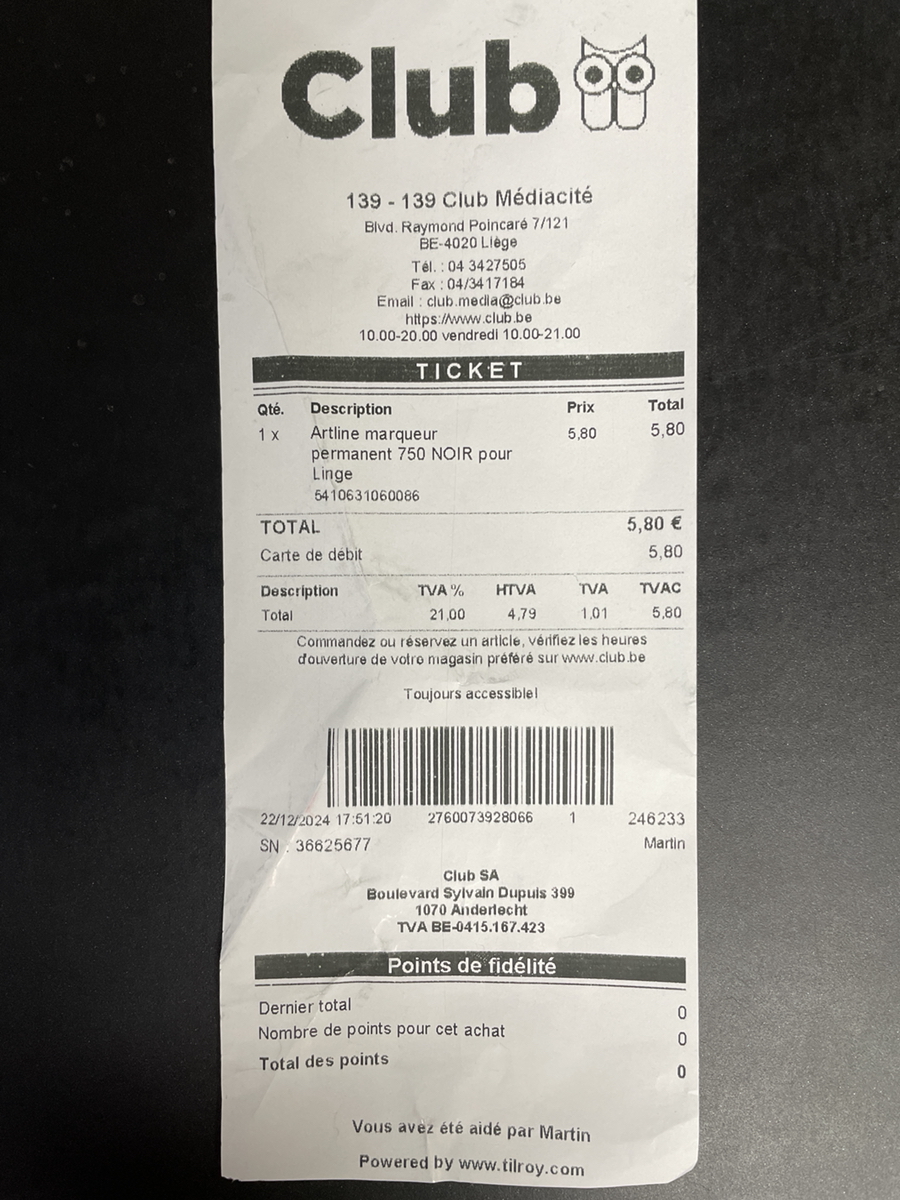 Club
139 - 139 Club Médiacité
Blvd. Raymond Poincaré 7/121
BE-4020 Liège
Tél. : 04 3427505
Fax : 04/3417184
Email : club.media@club.be
https://www.club.be
10.00-20.00 vendredi 10.00-21.00
TICKET
Qté. Description Prix Total
1 x Artline marqueur 5,80 5,80
permanent 750 NOIR pour
Linge
5410631060086
TOTAL 5,80 €
Carte de débit 5,80
Description TVA % HTVA TVA TVAC
Total 21,00 4,79 1,01 5,80
Commandez ou réservez un article, vérifiez les heures
d'ouverture de votre magasin préféré sur www.club.be
Toujours accessible!
22/12/2024 17:51:20 2760073928066 1 246233
SN : 36625677 Martin
Club SA
Boulevard Sylvain Dupuis 399
1070 Anderlecht
TVA BE-0415.167.423
Points de fidélité
Dernier total 0
Nombre de points pour cet achat 0
Total des points 0
Vous avez été aidé par Martin
Powered by www.tilroy.com